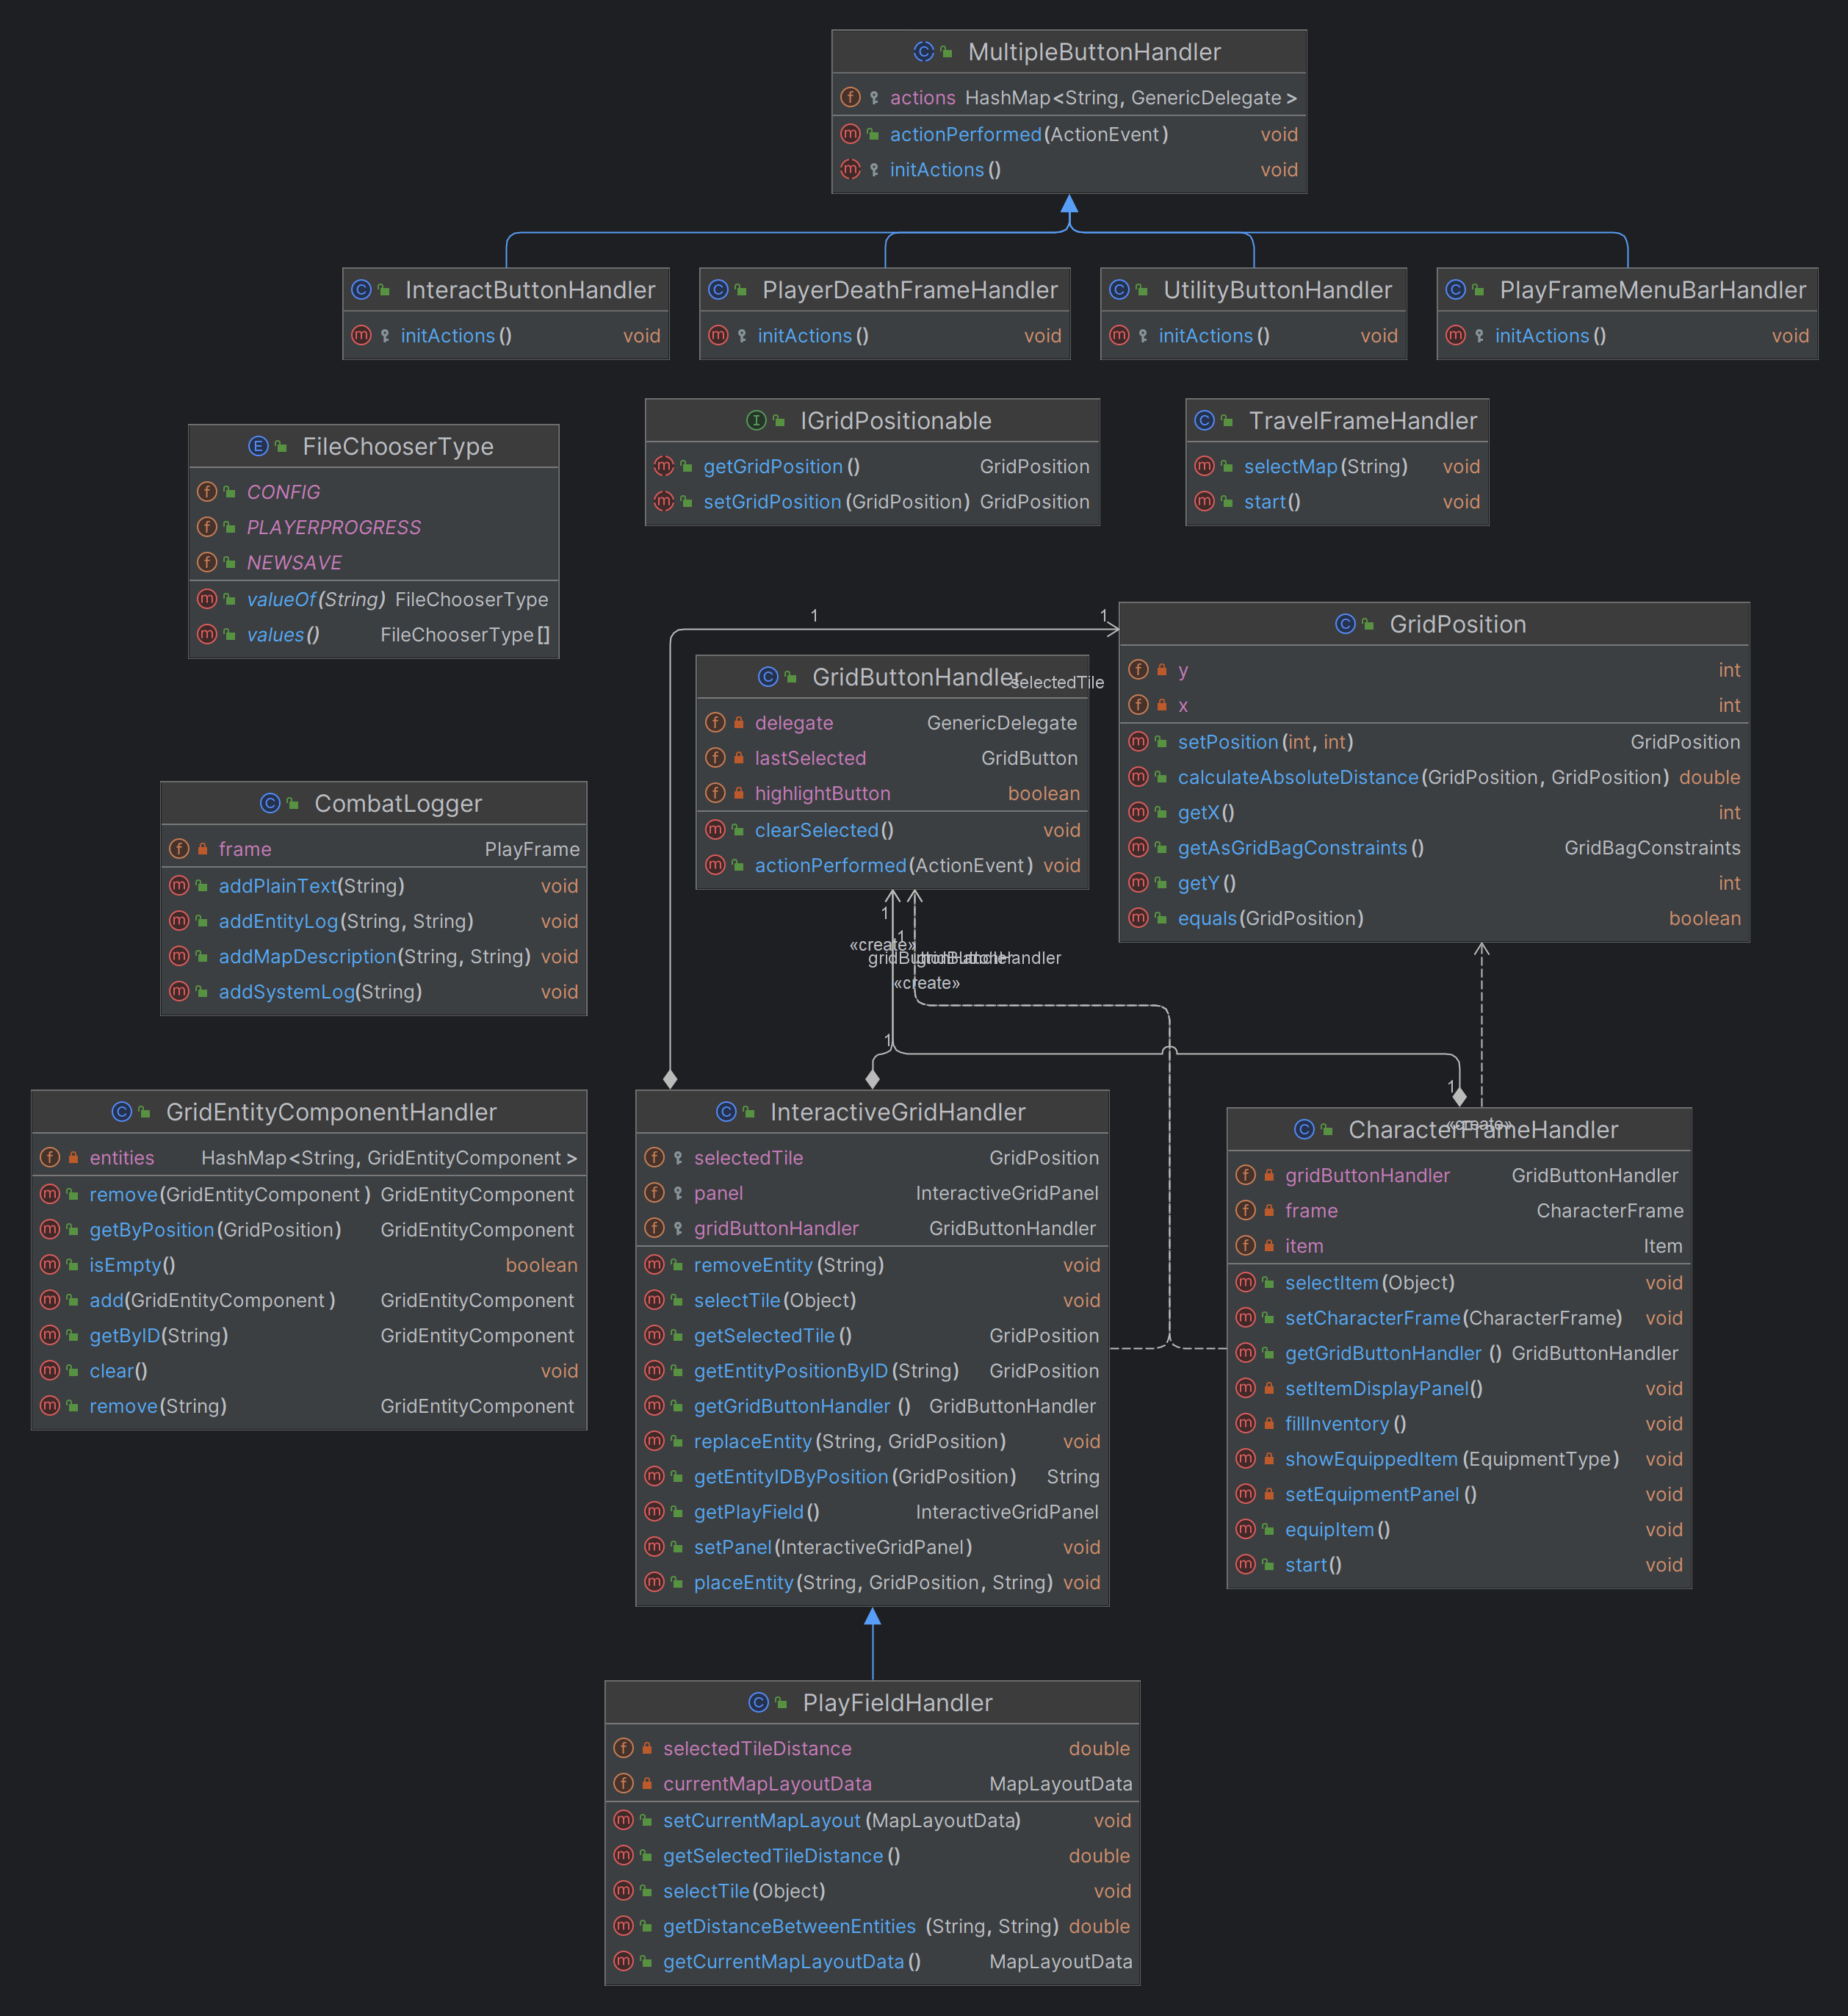 MultipleButtonHandler
actions HashMap<String, GenericDelegate>
actionPerformed(ActionEvent) void
initActions() void
InteractButtonHandler
initActions() void
PlayerDeathFrameHandler
initActions() void
UtilityButtonHandler
initActions() void
PlayFrameMenuBarHandler
initActions() void
IGridPositionable
getGridPosition() GridPosition
setGridPosition(GridPosition) GridPosition
TravelFrameHandler
selectMap(String) void
start() void
FileChooserType
CONFIG
PLAYERPROGRESS
NEWSAVE
valueOf(String) FileChooserType
values() FileChooserType[]
1
1
GridPosition
y int
x int
setPosition(int, int) GridPosition
calculateAbsoluteDistance(GridPosition, GridPosition) double
getX() int
getAsGridBagConstraints() GridBagConstraints
getY() int
equals(GridPosition) boolean
GridButtonHandler
selectedTile
delegate GenericDelegate
lastSelected GridButton
highlightButton boolean
clearSelected() void
actionPerformed(ActionEvent) void
CombatLogger
frame PlayFrame
addPlainText(String) void
addEntityLog(String, String) void
addMapDescription(String, String) void
addSystemLog(String) void
1
1
«create»
gridButtonHandler
gridButtonHandler
«create»
1
1
GridEntityComponentHandler
entities HashMap<String, GridEntityComponent>
remove(GridEntityComponent) GridEntityComponent
getByPosition(GridPosition) GridEntityComponent
isEmpty() boolean
add(GridEntityComponent) GridEntityComponent
getByID(String) GridEntityComponent
clear() void
remove(String) GridEntityComponent
InteractiveGridHandler
selectedTile GridPosition
panel InteractiveGridPanel
gridButtonHandler GridButtonHandler
removeEntity(String) void
selectTile(Object) void
getSelectedTile() GridPosition
getEntityPositionByID(String) GridPosition
getGridButtonHandler() GridButtonHandler
replaceEntity(String, GridPosition) void
getEntityIDByPosition(GridPosition) String
getPlayField() InteractiveGridPanel
setPanel(InteractiveGridPanel) void
placeEntity(String, GridPosition, String) void
«create»
CharacterFrameHandler
gridButtonHandler GridButtonHandler
frame CharacterFrame
item Item
selectItem(Object) void
setCharacterFrame(CharacterFrame) void
getGridButtonHandler() GridButtonHandler
setItemDisplayPanel() void
fillInventory() void
showEquippedItem(EquipmentType) void
setEquipmentPanel() void
equipItem() void
start() void
PlayFieldHandler
selectedTileDistance double
currentMapLayoutData MapLayoutData
setCurrentMapLayout(MapLayoutData) void
getSelectedTileDistance() double
selectTile(Object) void
getDistanceBetweenEntities(String, String) double
getCurrentMapLayoutData() MapLayoutData